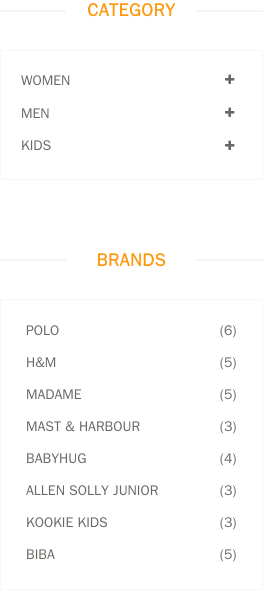 CATEGORY
WOMEN +
MEN +
KIDS +
BRANDS
POLO (6)
H&M (5)
MADAME (5)
MAST & HARBOUR (3)
BABYHUG (4)
ALLEN SOLLY JUNIOR (3)
KOOKIE KIDS (3)
BIBA (5)